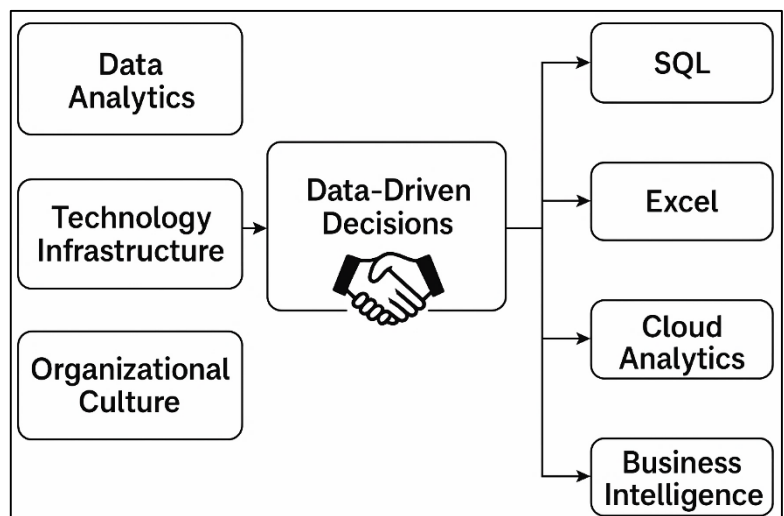 Data
Analytics
Technology
Infrastructure
Organizational
Culture
Data-Driven
Decisions
SQL
Excel
Cloud
Analytics
Business
Intelligence